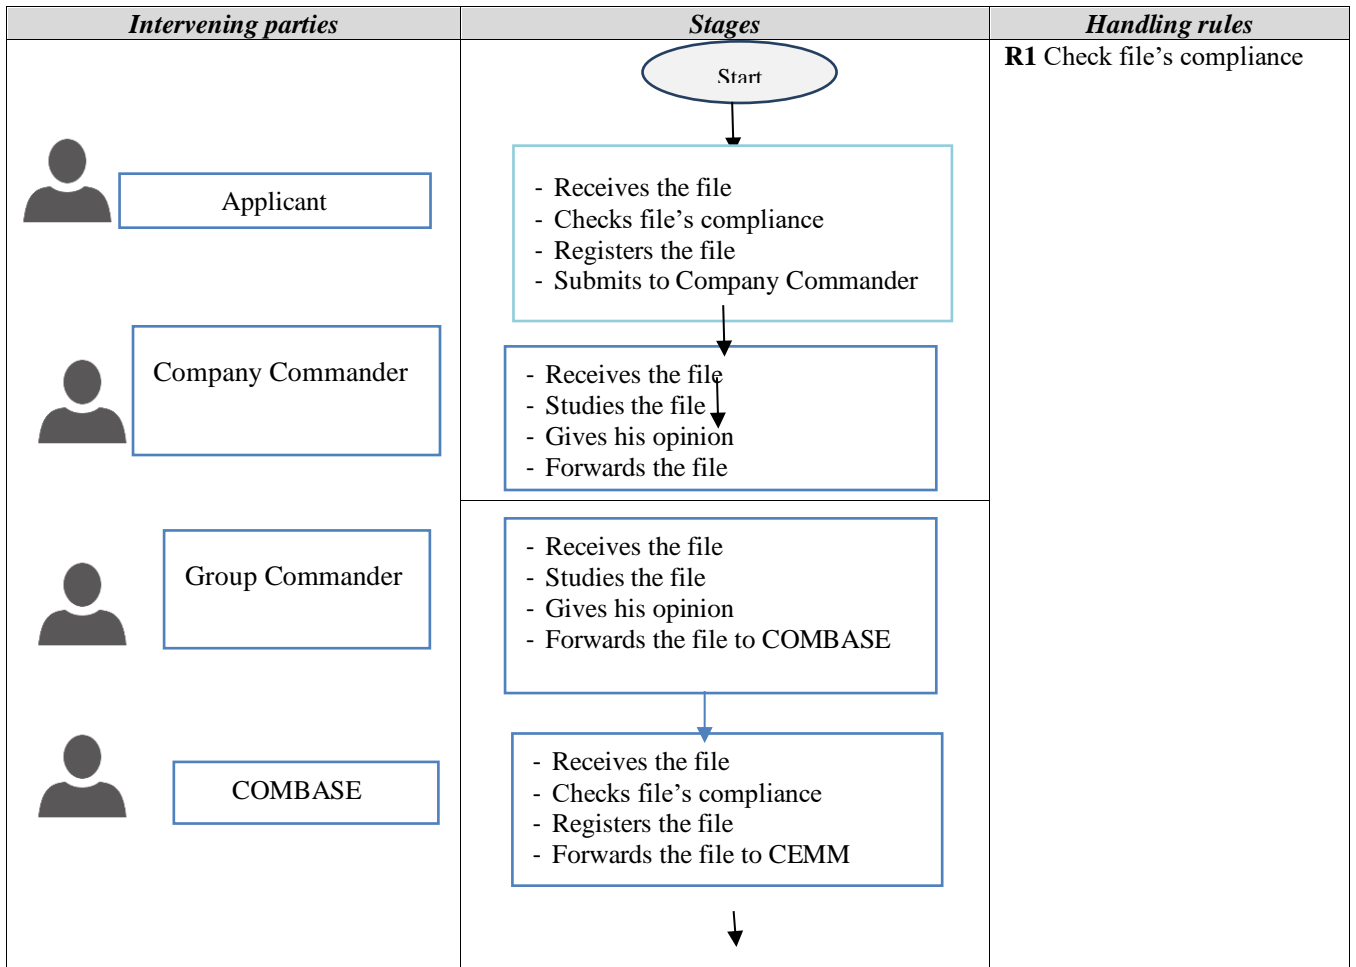 Intervening parties
Stages
Handling rules
Start
R1 Check file's compliance
Applicant
- Receives the file
- Checks file's compliance
- Registers the file
- Submits to Company Commander
Company Commander
- Receives the file
- Studies the file
- Gives his opinion
- Forwards the file
Group Commander
- Receives the file
- Studies the file
- Gives his opinion
- Forwards the file to COMBASE
COMBASE
- Receives the file
- Checks file's compliance
- Registers the file
- Forwards the file to CEMM